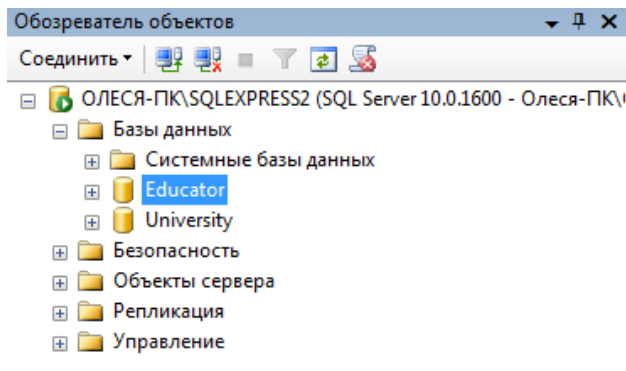 Обозреватель объектов
Соединить
ОЛЕСЯ-ПК\SQLEXPRESS2 (SQL Server 10.0.1600 - Олеся-ПК\
Базы данных
Системные базы данных
Educator
University
Безопасность
Объекты сервера
Репликация
Управление